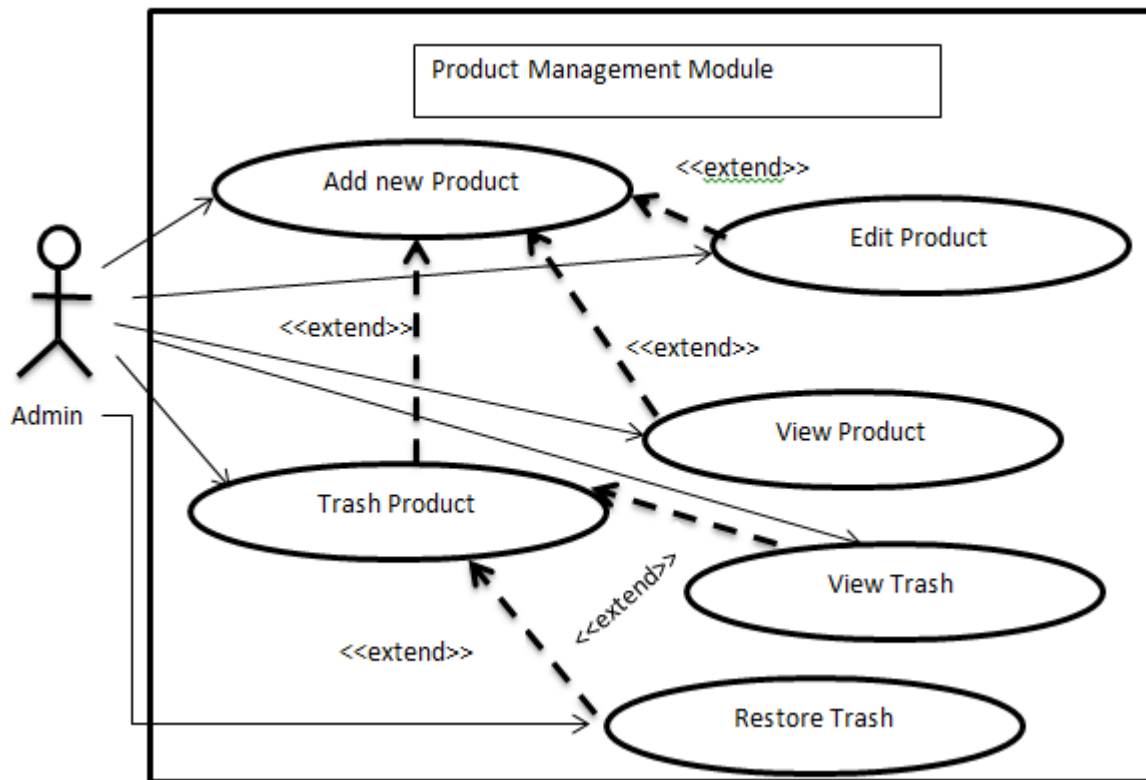 Product Management Module
Add new Product
<<extend>>
Edit Product
<<extend>>
<<extend>>
Admin
View Product
Trash Product
View Trash
<<extend>>
<<extend>>
Restore Trash